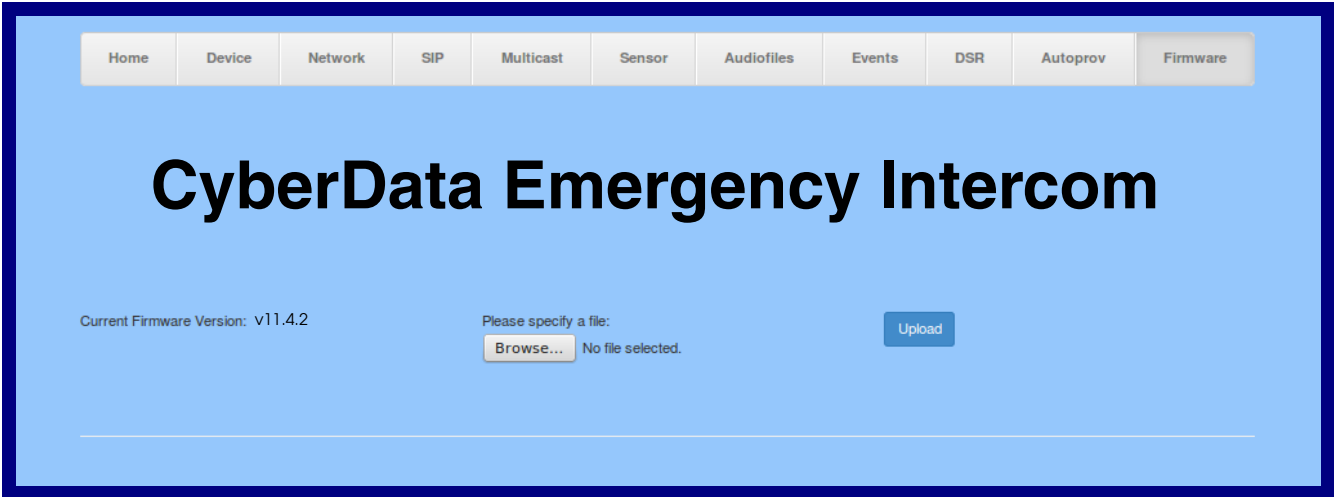 Home Device Network SIP Multicast Sensor Audiofiles Events DSR Autoprov Firmware
CyberData Emergency Intercom
Current Firmware Version: v11.4.2 Please specify a file: Upload
Browse... No file selected.